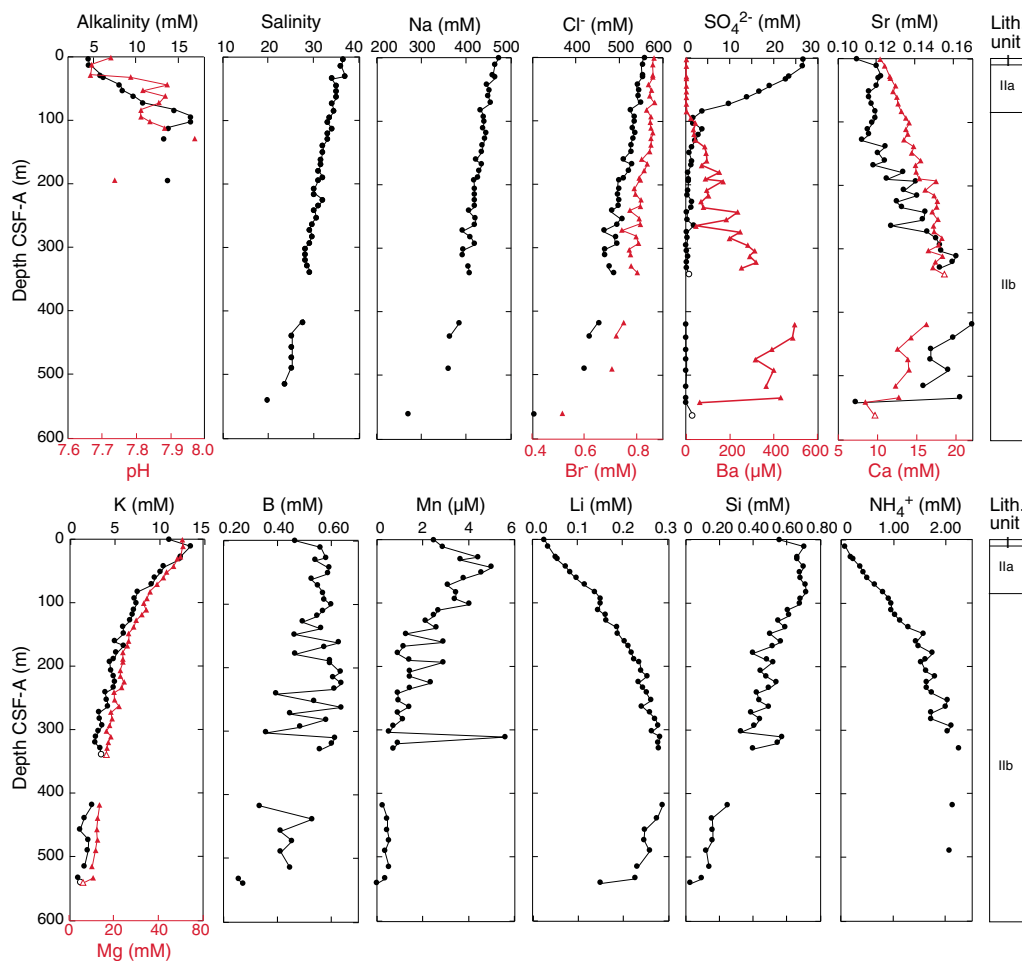 Alkalinity (mM) Salinity Na (mM) Cl⁻ (mM) SO₄²⁻ (mM) Sr (mM) Lith. unit
5 10 15 10 20 30 40 200 300 400 500 400 500 600 0 10 20 30 0.10 0.12 0.14 0.16
0
100
200
300
400
500
600
Depth CSF-A (m)
IIa
IIb
7.6 7.7 7.8 7.9 8.0 0.4 0.6 0.8 1.0 0 200 400 600 5 10 15 20
pH Br⁻ (mM) Ba (µM) Ca (mM)
K (mM) B (mM) Mn (µM) Li (mM) Si (mM) NH₄⁺ (mM) Lith. unit
0 5 10 15 0.20 0.40 0.60 0 2 4 6 0.0 0.1 0.2 0.3 0 0.20 0.40 0.60 0.80 0 1.00 2.00
0
100
200
300
400
500
600
Depth CSF-A (m)
IIa
IIb
0 20 40 60 80
Mg (mM)